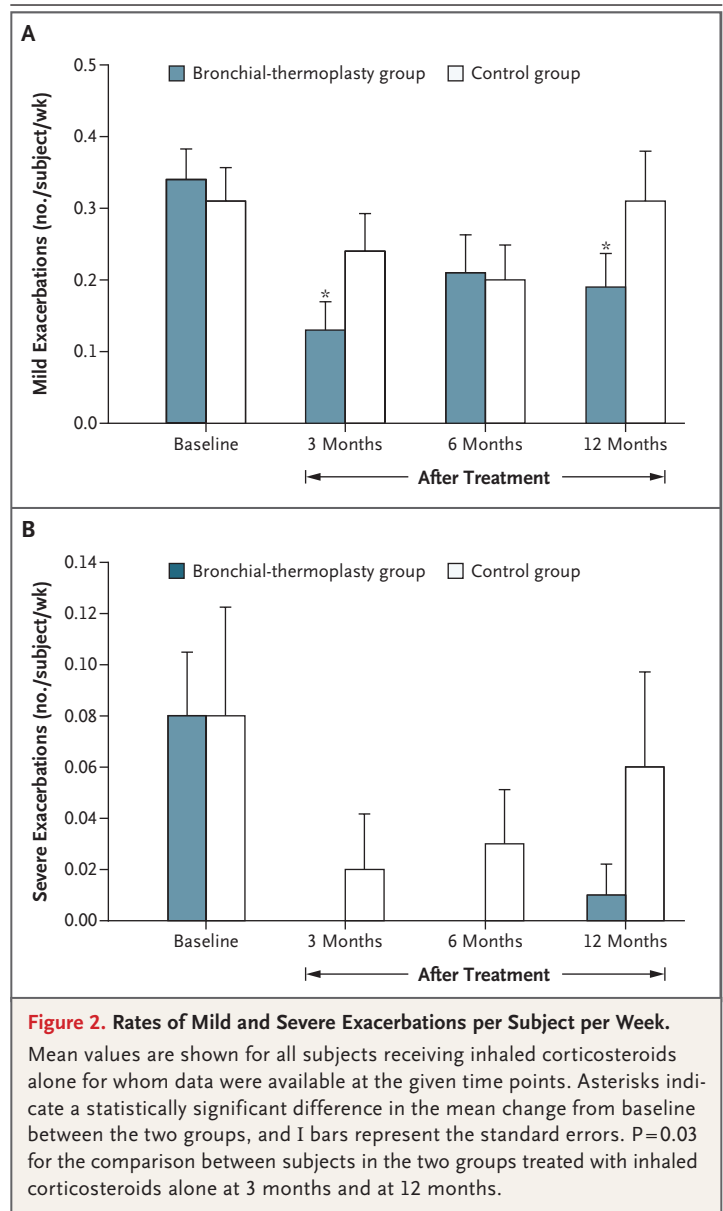 A
0.5
Bronchial-thermoplasty group Control group
0.4
0.3
0.2
0.1
0.0
Mild Exacerbations (no./subject/wk)
*
*
Baseline 3 Months 6 Months 12 Months
After Treatment
B
0.14
Bronchial-thermoplasty group Control group
0.12
0.10
0.08
0.06
0.04
0.02
0.00
Severe Exacerbations (no./subject/wk)
Baseline 3 Months 6 Months 12 Months
After Treatment
Figure 2. Rates of Mild and Severe Exacerbations per Subject per Week.
Mean values are shown for all subjects receiving inhaled corticosteroids
alone for whom data were available at the given time points. Asterisks indi-
cate a statistically significant difference in the mean change from baseline
between the two groups, and I bars represent the standard errors. P=0.03
for the comparison between subjects in the two groups treated with inhaled
corticosteroids alone at 3 months and at 12 months.